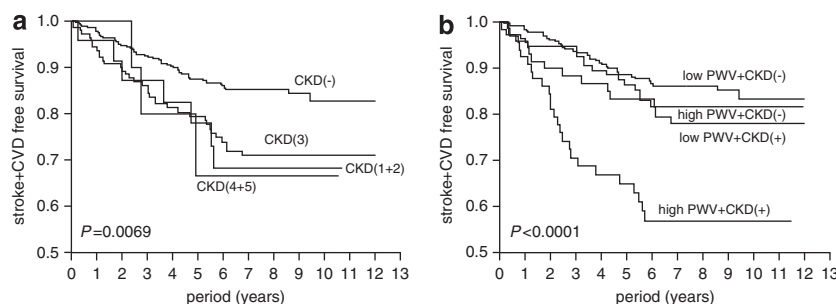 a
stroke+CVD free survival
1.0
0.9
0.8
0.7
0.6
0.5
CKD(-)
CKD(3)
CKD(1+2)
CKD(4+5)
P=0.0069
0 1 2 3 4 5 6 7 8 9 10 11 12 13
period (years)
b
stroke+CVD free survival
1.0
0.9
0.8
0.7
0.6
0.5
low PWV+CKD(-)
high PWV+CKD(-)
low PWV+CKD(+)
high PWV+CKD(+)
P<0.0001
0 1 2 3 4 5 6 7 8 9 10 11 12 13
period (years)